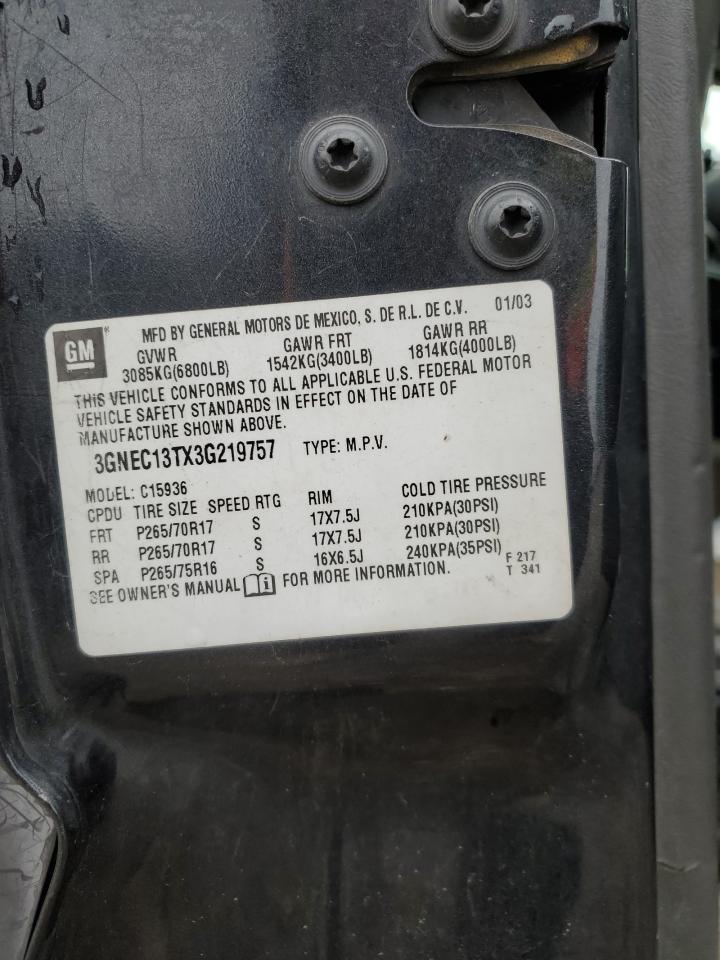 GM ® MFD BY GENERAL MOTORS DE MEXICO, S. DE R.L. DE C.V. 01/03
GVWR GAWR FRT GAWR RR
3085KG(6800LB) 1542KG(3400LB) 1814KG(4000LB)
THIS VEHICLE CONFORMS TO ALL APPLICABLE U.S. FEDERAL MOTOR
VEHICLE SAFETY STANDARDS IN EFFECT ON THE DATE OF
MANUFACTURE SHOWN ABOVE.
3GNEC13TX3G219757 TYPE: M.P.V.
MODEL: C15936
CPDU TIRE SIZE SPEED RTG RIM COLD TIRE PRESSURE
FRT P265/70R17 S 17X7.5J 210KPA(30PSI)
RR P265/70R17 S 17X7.5J 210KPA(30PSI)
SPA P265/75R16 S 16X6.5J 240KPA(35PSI)
SEE OWNER'S MANUAL FOR MORE INFORMATION.
F 217
T 341